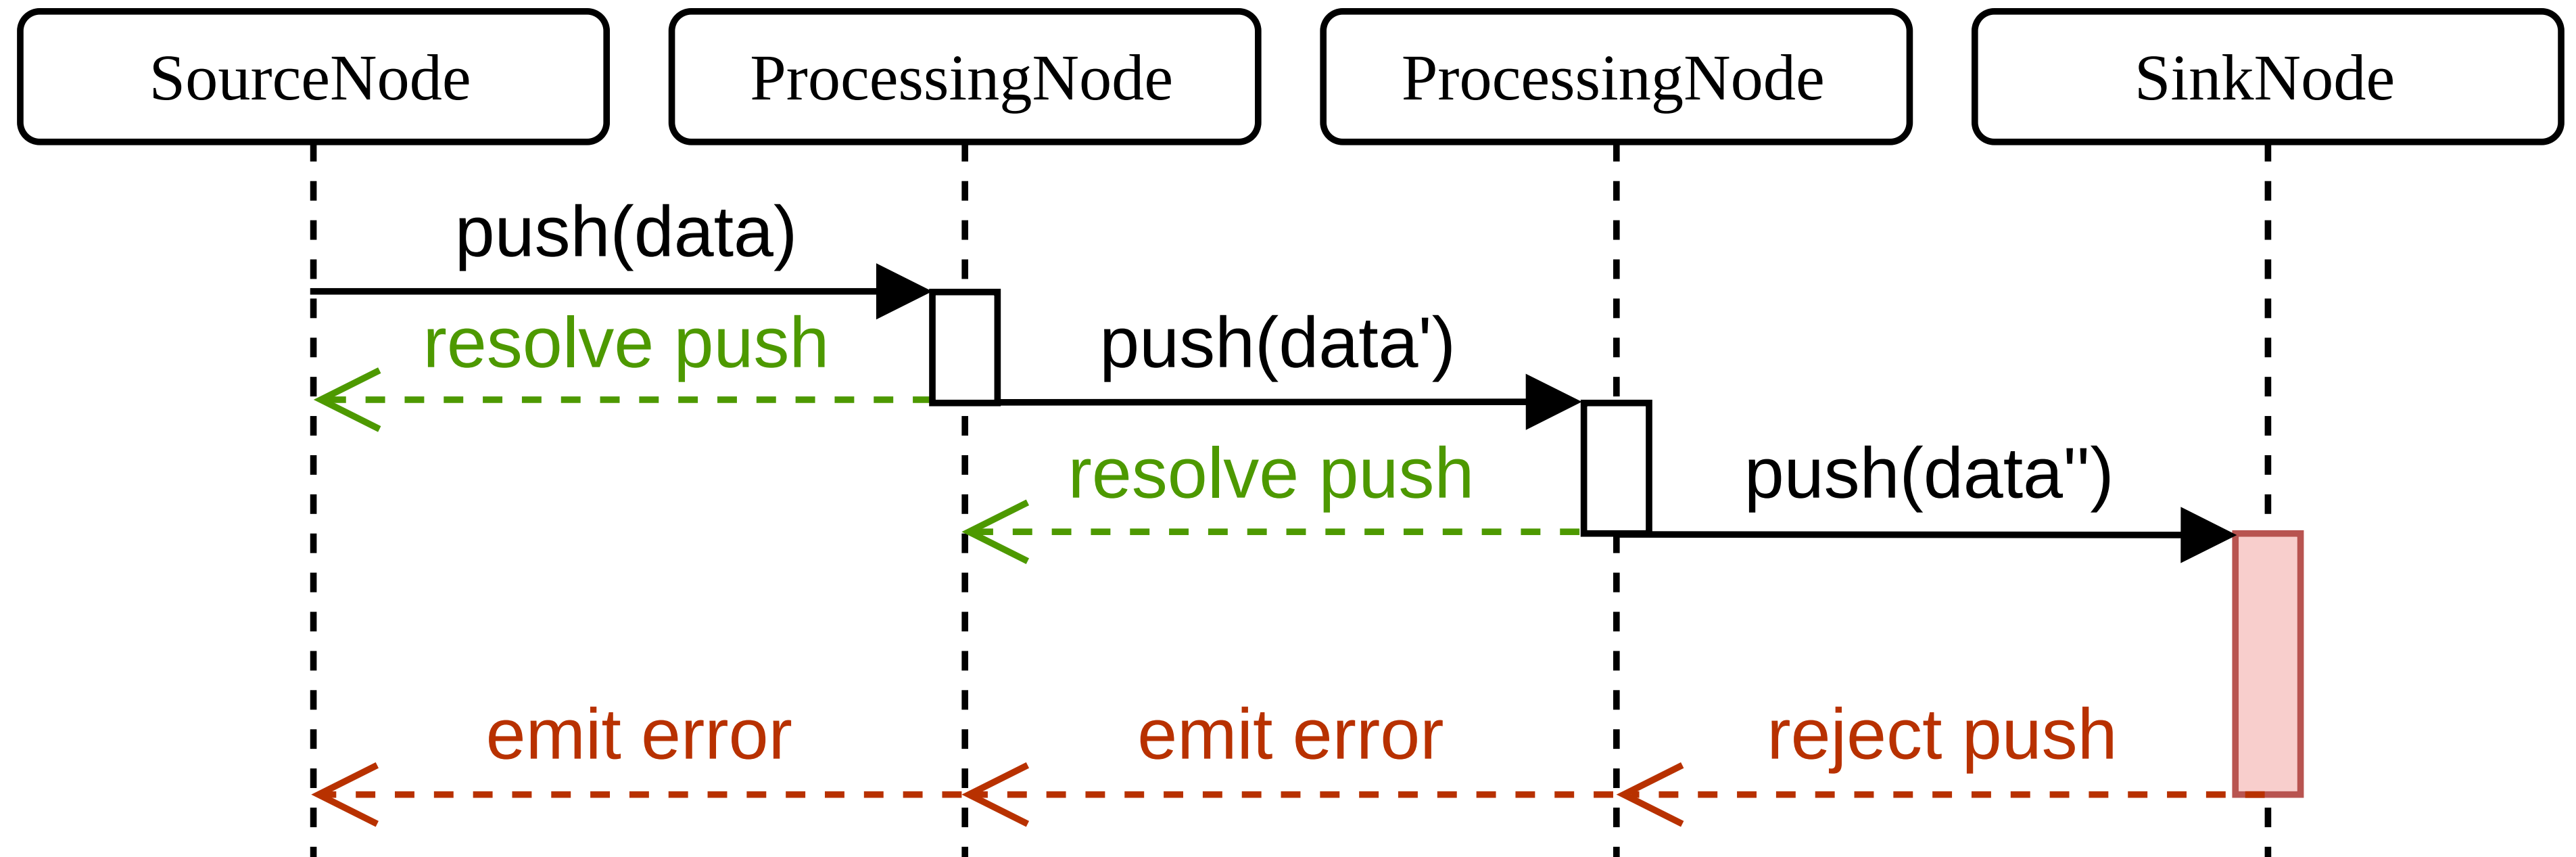 SourceNode
ProcessingNode
ProcessingNode
SinkNode
push(data)
resolve push
push(data')
resolve push
push(data'')
emit error
emit error
reject push